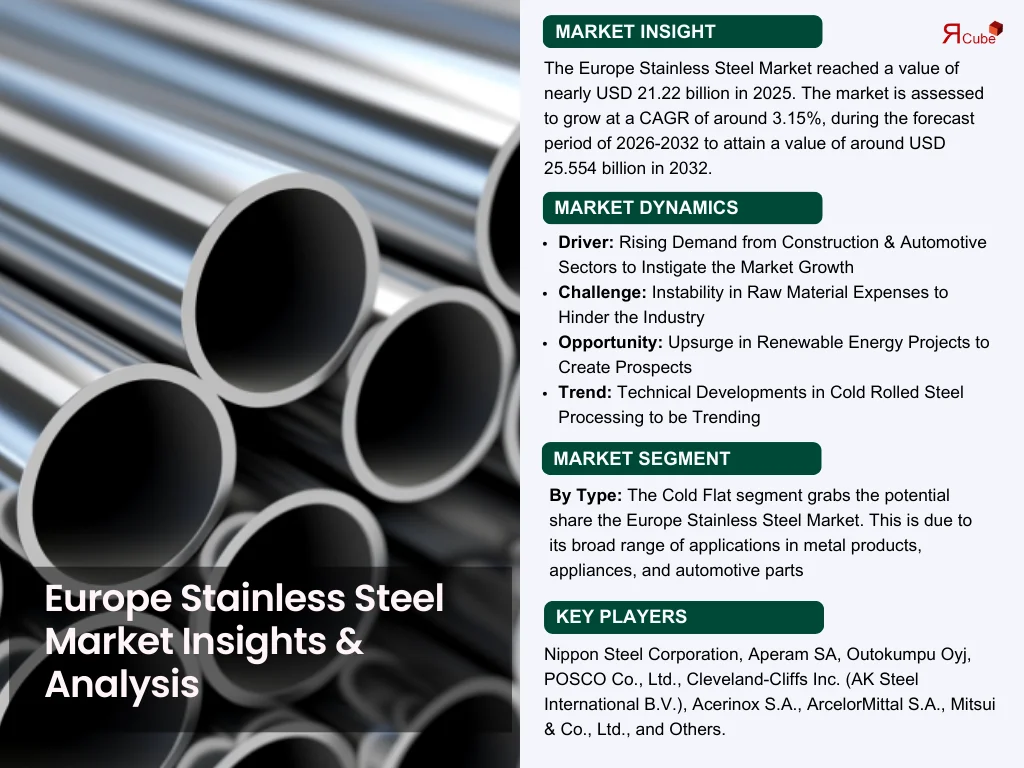 Europe Stainless Steel
Market Insights &
Analysis
MARKET INSIGHT
ЯCube
The Europe Stainless Steel Market reached a value of
nearly USD 21.22 billion in 2025. The market is assessed
to grow at a CAGR of around 3.15%, during the forecast
period of 2026-2032 to attain a value of around USD
25.554 billion in 2032.
MARKET DYNAMICS
• Driver: Rising Demand from Construction & Automotive
Sectors to Instigate the Market Growth
• Challenge: Instability in Raw Material Expenses to
Hinder the Industry
• Opportunity: Upsurge in Renewable Energy Projects to
Create Prospects
• Trend: Technical Developments in Cold Rolled Steel
Processing to be Trending
MARKET SEGMENT
By Type: The Cold Flat segment grabs the potential
share the Europe Stainless Steel Market. This is due to
its broad range of applications in metal products,
appliances, and automotive parts
KEY PLAYERS
Nippon Steel Corporation, Aperam SA, Outokumpu Oyj,
POSCO Co., Ltd., Cleveland-Cliffs Inc. (AK Steel
International B.V.), Acerinox S.A., ArcelorMittal S.A., Mitsui
& Co., Ltd., and Others.